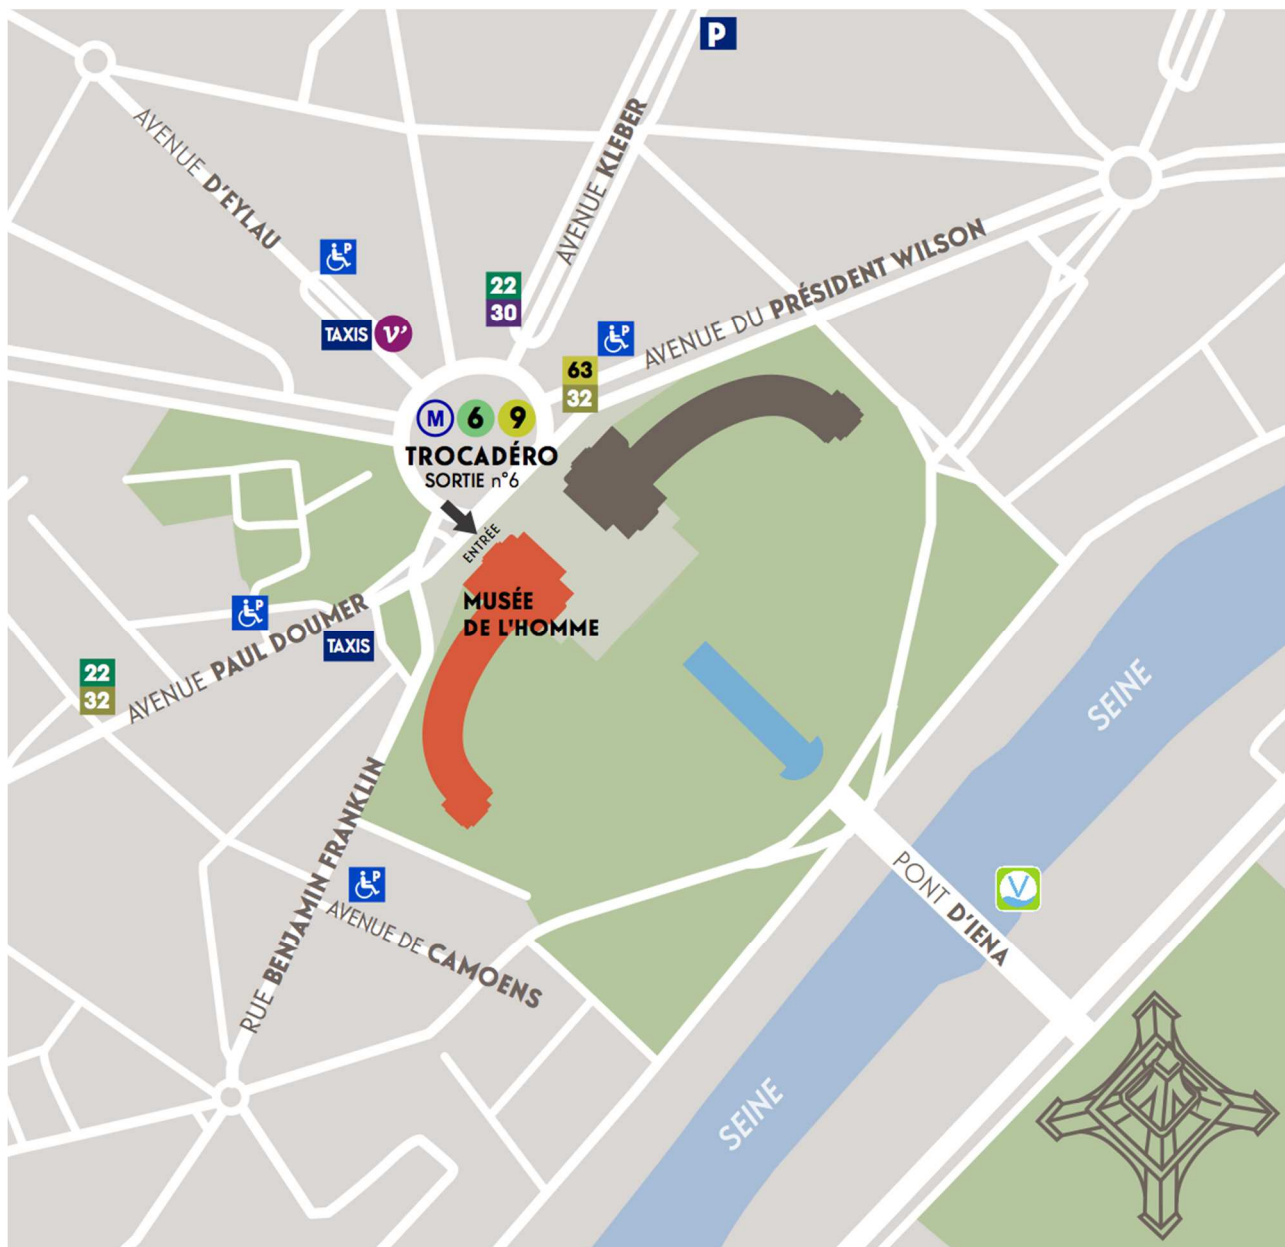 P
AVENUE KLEBER
AVENUE D'EYLAU
P
22
30
TAXIS
v'
P
AVENUE DU PRÉSIDENT WILSON
63
32
M 6 9
TROCADÉRO
SORTIE n°6
ENTRÉE
MUSÉE
DE L'HOMME
P
TAXIS
AVENUE PAUL DOUMER
22
32
SEINE
RUE BENJAMIN FRANKLIN
P
AVENUE DE CAMOENS
PONT D'IENA
V
SEINE